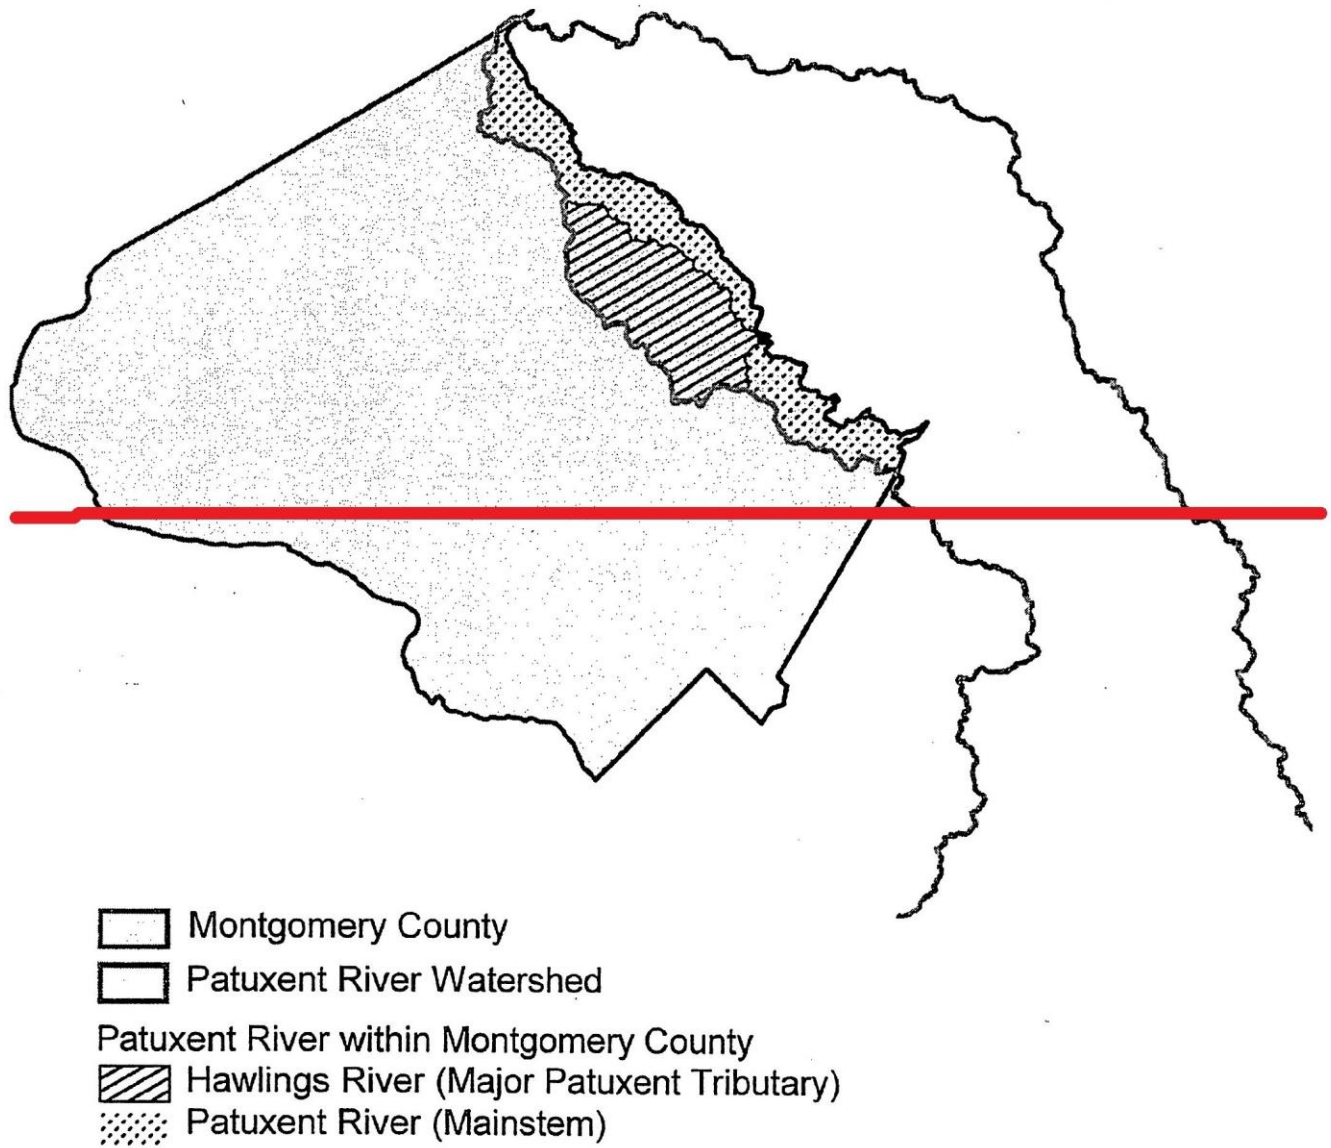 Montgomery County
Patuxent River Watershed
Patuxent River within Montgomery County
Hawlings River (Major Patuxent Tributary)
Patuxent River (Mainstem)